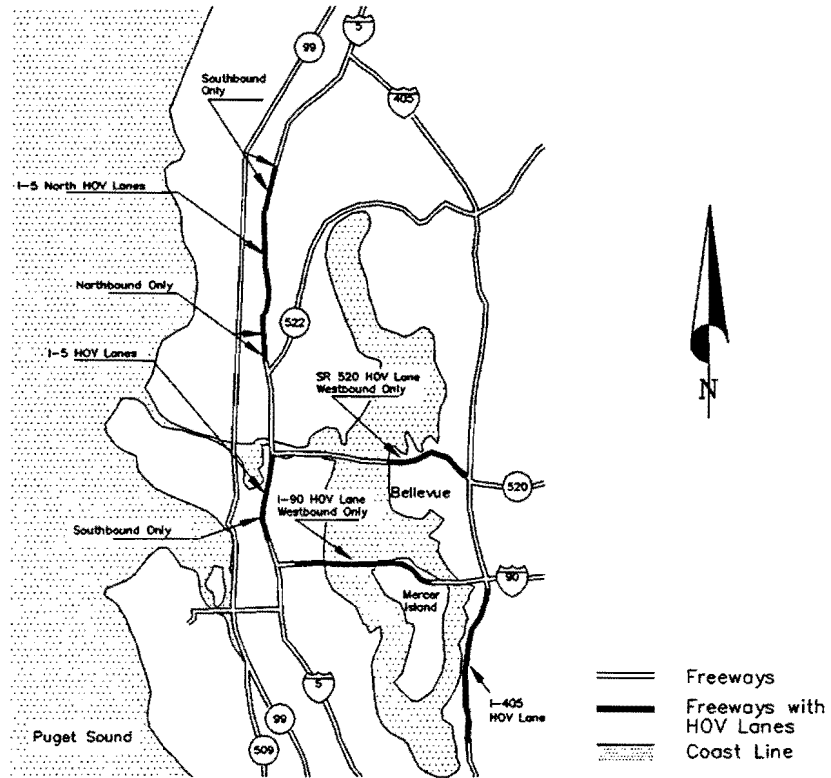 5
99
Southbound
Only
405
I-5 North HOV Lanes
Northbound Only
522
I-5 HOV Lanes
SR 520 HOV Lane
Westbound Only
N
Bellevue
520
I-90 HOV Lane
Westbound Only
Southbound Only
90
Mercer
Island
5
I-405
HOV Lane
99
Puget Sound
509
Freeways
Freeways with
HOV Lanes
Coast Line